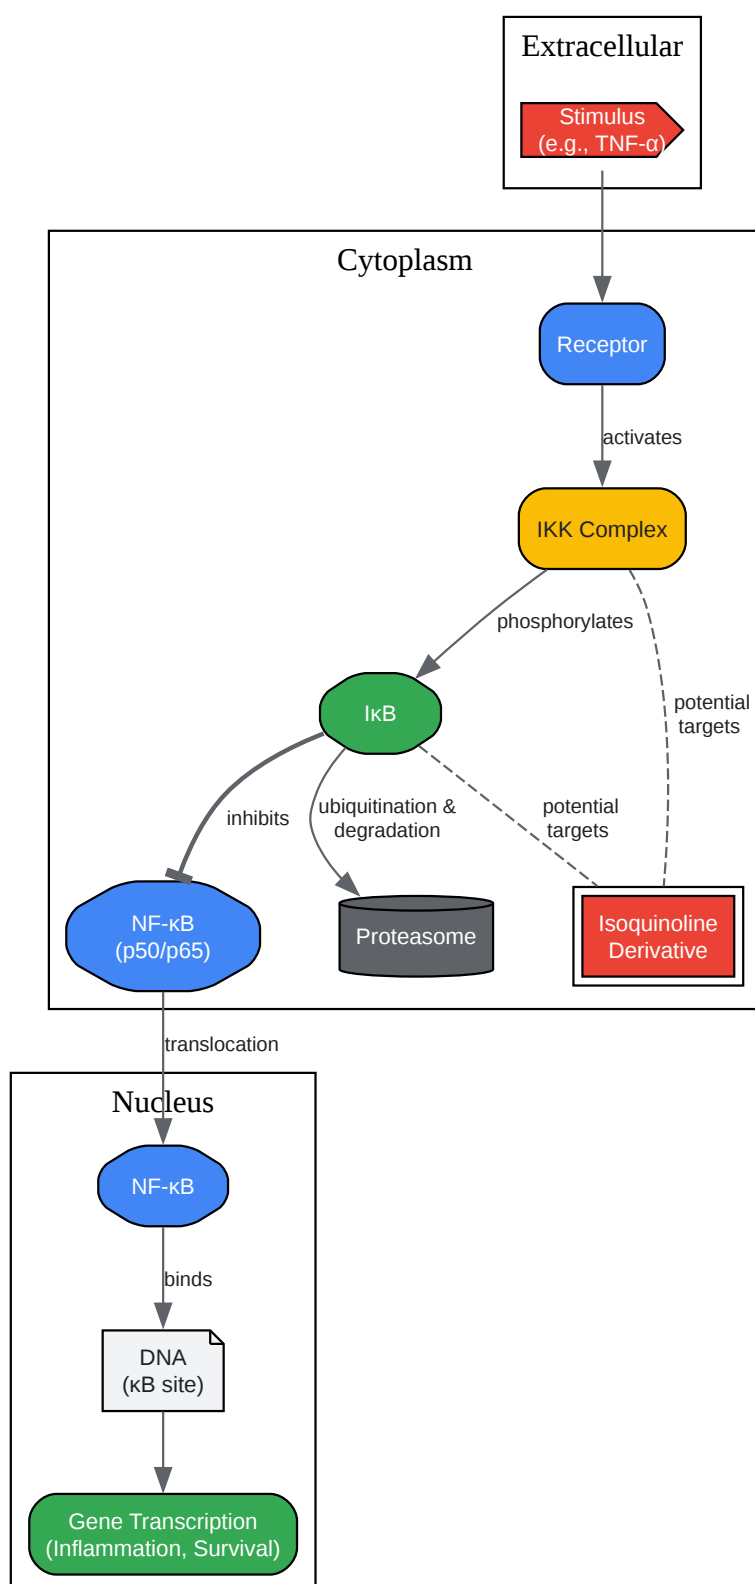 Extracellular
Stimulus
(e.g., TNF-α)
Cytoplasm
Receptor
activates
IKK Complex
phosphorylates
potential
targets
IκB
inhibits
ubiquitination &
degradation
potential
targets
NF-κB
(p50/p65)
Proteasome
Isoquinoline
Derivative
translocation
Nucleus
NF-κB
binds
DNA
(κB site)
Gene Transcription
(Inflammation, Survival)